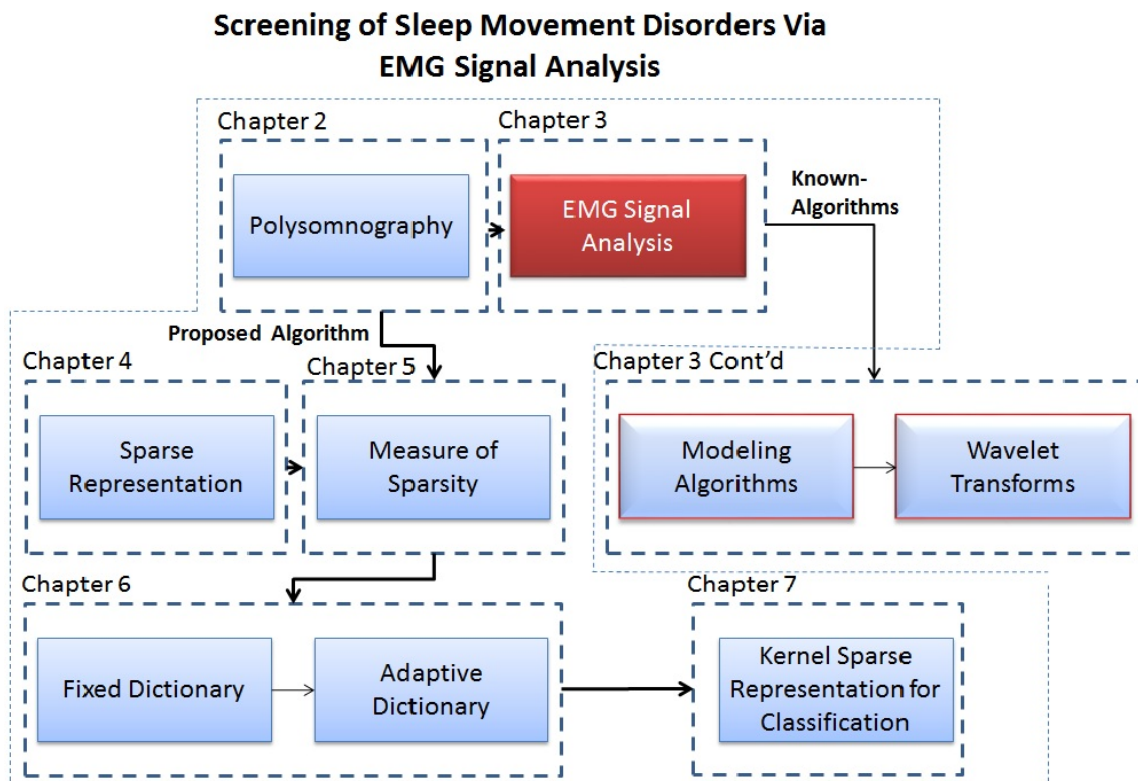 Screening of Sleep Movement Disorders Via
EMG Signal Analysis
Chapter 2
Chapter 3
Polysomnography
EMG Signal
Analysis
Known-
Algorithms
Proposed Algorithm
Chapter 4
Chapter 5
Chapter 3 Cont'd
Sparse
Representation
Measure of
Sparsity
Modeling
Algorithms
Wavelet
Transforms
Chapter 6
Chapter 7
Fixed Dictionary
Adaptive
Dictionary
Kernel Sparse
Representation for
Classification